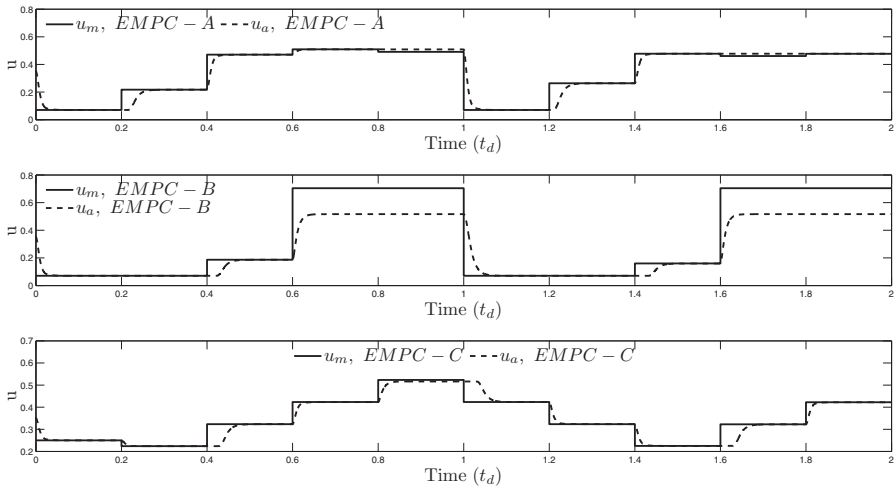 0.8
u_m, EMPC − A u_a, EMPC − A
0.6
0.4
0.2
0
u
0 0.2 0.4 0.6 0.8 1 1.2 1.4 1.6 1.8 2
Time (t_d)
0.8
u_m, EMPC − B
0.6
u_a, EMPC − B
0.4
0.2
0
u
0 0.2 0.4 0.6 0.8 1 1.2 1.4 1.6 1.8 2
Time (t_d)
0.7
u_m, EMPC − C u_a, EMPC − C
0.6
0.5
0.4
0.3
0.2
u
0 0.2 0.4 0.6 0.8 1 1.2 1.4 1.6 1.8 2
Time (t_d)